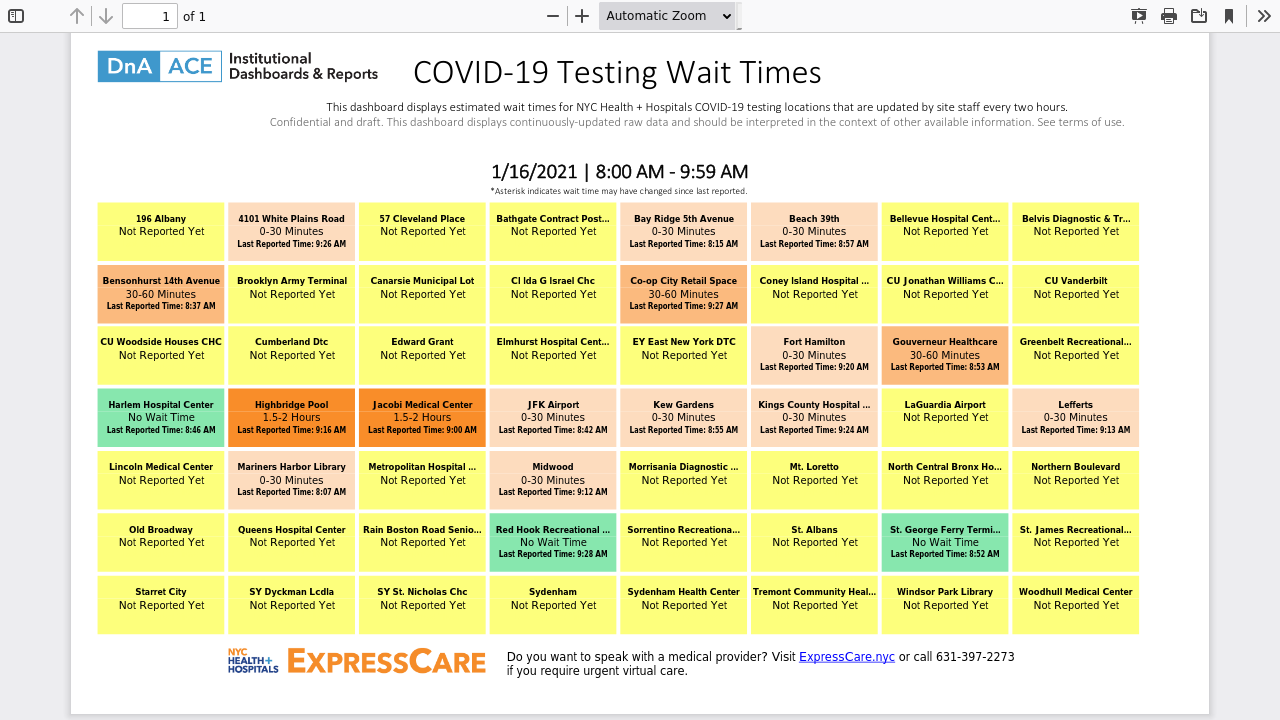 1 of 1 Automatic Zoom
DnA ACE Institutional
Dashboards & Reports
COVID-19 Testing Wait Times
This dashboard displays estimated wait times for NYC Health + Hospitals COVID-19 testing locations that are updated by site staff every two hours.
Confidential and draft. This dashboard displays continuously-updated raw data and should be interpreted in the context of other available information. See terms of use.
1/16/2021 | 8:00 AM - 9:59 AM
*Asterisk indicates wait time may have changed since last reported.
196 Albany
Not Reported Yet
4101 White Plains Road
0-30 Minutes
Last Reported Time: 9:26 AM
57 Cleveland Place
Not Reported Yet
Bathgate Contract Post...
Not Reported Yet
Bay Ridge 5th Avenue
0-30 Minutes
Last Reported Time: 8:15 AM
Beach 39th
0-30 Minutes
Last Reported Time: 8:57 AM
Bellevue Hospital Cent...
Not Reported Yet
Belvis Diagnostic & Tr...
Not Reported Yet
Bensonhurst 14th Avenue
30-60 Minutes
Last Reported Time: 8:37 AM
Brooklyn Army Terminal
Not Reported Yet
Canarsie Municipal Lot
Not Reported Yet
CI Ida G Israel Chc
Not Reported Yet
Co-op City Retail Space
30-60 Minutes
Last Reported Time: 9:27 AM
Coney Island Hospital ...
Not Reported Yet
CU Jonathan Williams C...
Not Reported Yet
CU Vanderbilt
Not Reported Yet
CU Woodside Houses CHC
Not Reported Yet
Cumberland Dtc
Not Reported Yet
Edward Grant
Not Reported Yet
Elmhurst Hospital Cent...
Not Reported Yet
EY East New York DTC
Not Reported Yet
Fort Hamilton
0-30 Minutes
Last Reported Time: 9:20 AM
Gouverneur Healthcare
30-60 Minutes
Last Reported Time: 8:53 AM
Greenbelt Recreational...
Not Reported Yet
Harlem Hospital Center
No Wait Time
Last Reported Time: 8:46 AM
Highbridge Pool
1.5-2 Hours
Last Reported Time: 9:16 AM
Jacobi Medical Center
1.5-2 Hours
Last Reported Time: 9:00 AM
JFK Airport
0-30 Minutes
Last Reported Time: 8:42 AM
Kew Gardens
0-30 Minutes
Last Reported Time: 8:55 AM
Kings County Hospital ...
0-30 Minutes
Last Reported Time: 9:24 AM
LaGuardia Airport
Not Reported Yet
Lefferts
0-30 Minutes
Last Reported Time: 9:13 AM
Lincoln Medical Center
Not Reported Yet
Mariners Harbor Library
0-30 Minutes
Last Reported Time: 8:07 AM
Metropolitan Hospital ...
Not Reported Yet
Midwood
0-30 Minutes
Last Reported Time: 9:12 AM
Morrisania Diagnostic ...
Not Reported Yet
Mt. Loretto
Not Reported Yet
North Central Bronx Ho...
Not Reported Yet
Northern Boulevard
Not Reported Yet
Old Broadway
Not Reported Yet
Queens Hospital Center
Not Reported Yet
Rain Boston Road Senio...
Not Reported Yet
Red Hook Recreational ...
No Wait Time
Last Reported Time: 9:28 AM
Sorrentino Recreationa...
Not Reported Yet
St. Albans
Not Reported Yet
St. George Ferry Termi...
No Wait Time
Last Reported Time: 8:52 AM
St. James Recreational...
Not Reported Yet
Starret City
Not Reported Yet
SY Dyckman Lcdla
Not Reported Yet
SY St. Nicholas Chc
Not Reported Yet
Sydenham
Not Reported Yet
Sydenham Health Center
Not Reported Yet
Tremont Community Heal...
Not Reported Yet
Windsor Park Library
Not Reported Yet
Woodhull Medical Center
Not Reported Yet
NYC
HEALTH+
HOSPITALS
EXPRESSCARE
Do you want to speak with a medical provider? Visit ExpressCare.nyc or call 631-397-2273
if you require urgent virtual care.